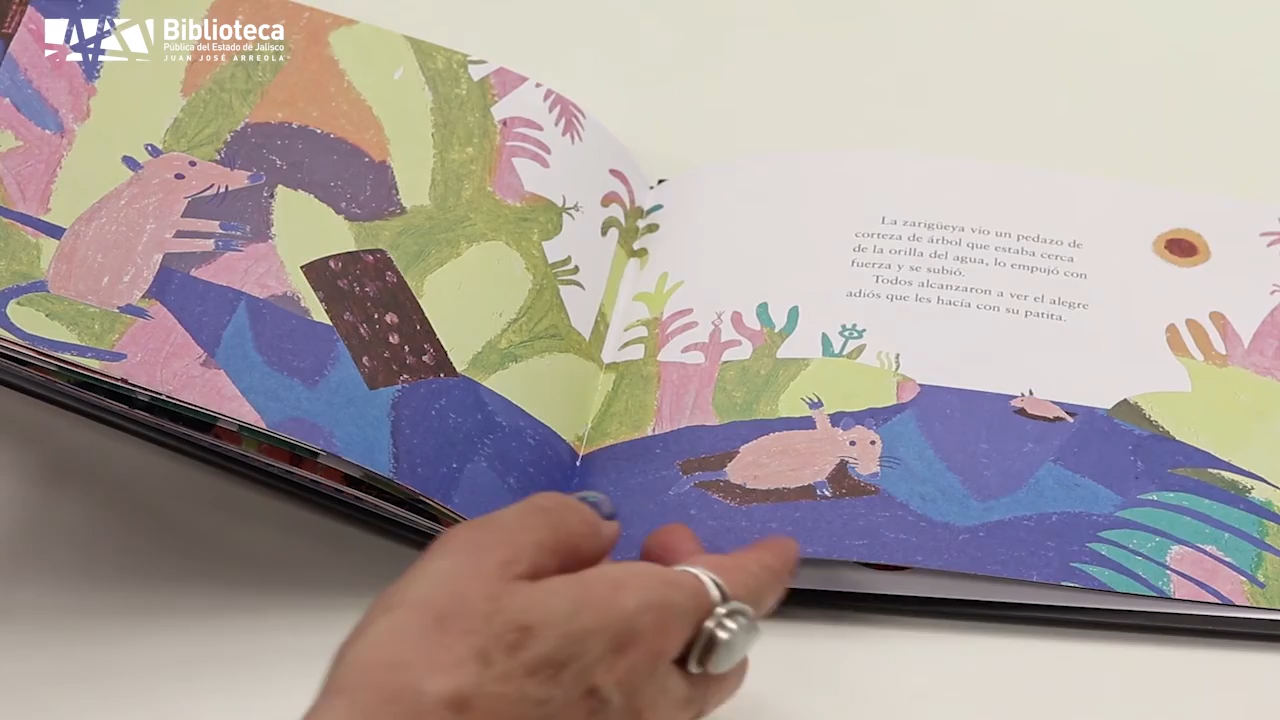 Biblioteca
Pública del Estado de Jalisco
JUAN JOSÉ ARREOLA
La zarigüeya vío un pedazo de
corteza de árbol que estaba cerca
de la orilla del agua, lo empujó con
fuerza y se subió.
Todos alcanzaron a ver el alegre
adiós que les hacía con su patita.